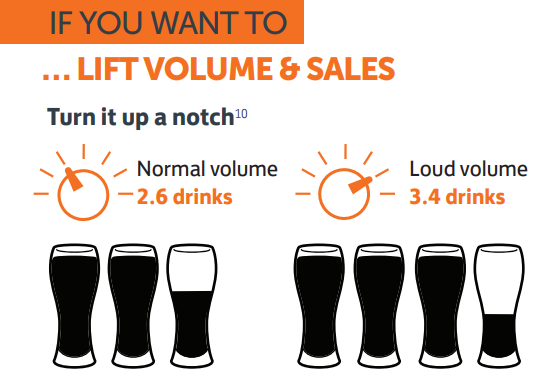 IF YOU WANT TO
... LIFT VOLUME & SALES
Turn it up a notch10
Normal volume
2.6 drinks
Loud volume
3.4 drinks